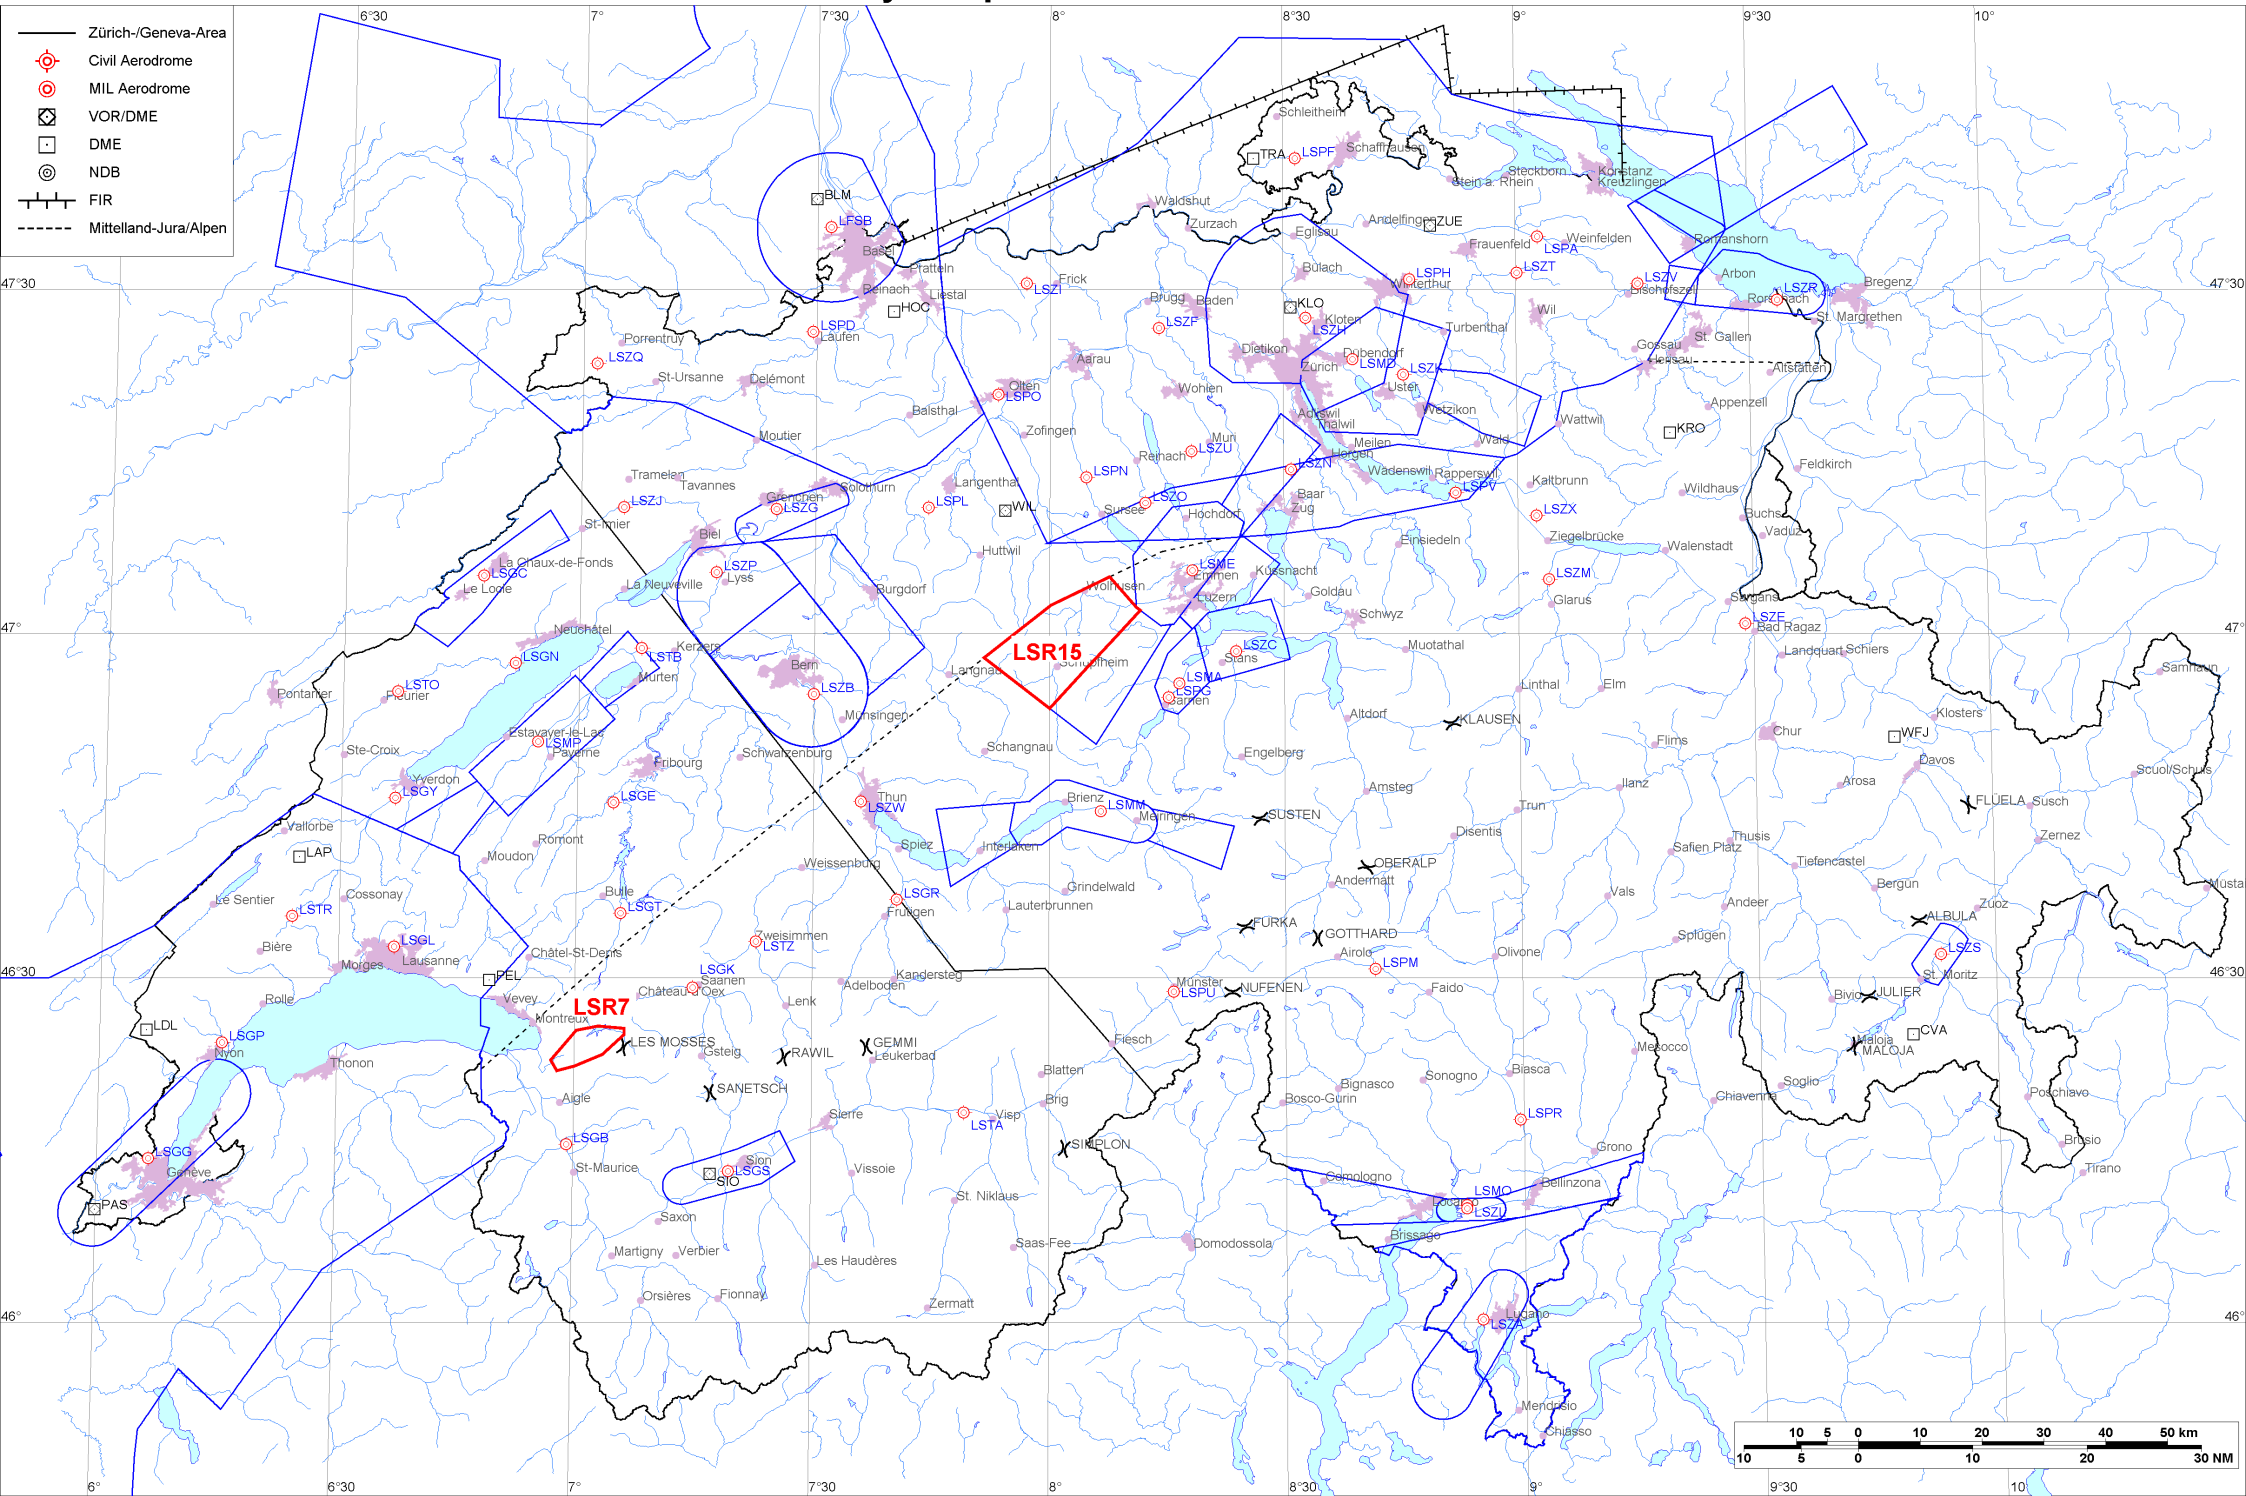 6°30
7°
7°30
8°
8°30
9°
9°30
10°
Zürich-/Geneva-Area
Civil Aerodrome
MIL Aerodrome
VOR/DME
DME
NDB
FIR
Mittelland-Jura/Alpen
Schleitheim
TRA
LSPF
Schaffhausen
Stein a. Rhein
Steckborn
Konstanz
Kreuzlingen
BLM
LFSB
Basel
Waldshut
Zurzach
Eglisau
Andelfingen
ZUE
Frauenfeld
LSPA
Weinfelden
Romanshorn
Pratteln
Reinach
Liestal
HOC
LSZI
Frick
Bülach
LSPH
Winterthur
LSZT
LSZV
Bischofszell
Arbon
LSZR
Rorschach
Bregenz
St. Margrethen
47°30
47°30
Brugg
Baden
KLO
Kloten
LSZH
LSZF
LSPD
Laufen
Porrentruy
LSZQ
Turbenthal
Wil
St. Gallen
Gossau
Herisau
Altstätten
Dietikon
Zürich
Dübendorf
LSMD
LSZK
Uster
Aarau
St-Ursanne
Delémont
Olten
LSPO
Wohlen
Balsthal
Adliswil
Thalwil
Wetzikon
Wattwil
Appenzell
KRO
Moutier
Zofingen
Muri
LSZU
Meilen
Horgen
Wald
Reinach
LSPN
LSZN
Wädenswil
Rapperswil
LSPV
Kaltbrunn
Feldkirch
Wildhaus
Tramelan
Tavannes
Grenchen
Solothurn
LSZG
LSZJ
Langenthal
LSPL
WIL
LSZO
Sursee
Hochdorf
Baar
Zug
LSZX
Buchs
Vaduz
St-Imier
Biel
Huttwil
Einsiedeln
Ziegelbrücke
Walenstadt
La Chaux-de-Fonds
LSGC
Le Locle
LSZP
Lyss
La Neuveville
Burgdorf
Wolhusen
LSME
Emmen
Luzern
Küssnacht
Goldau
Schwyz
LSZM
Glarus
Sargans
LSZE
Bad Ragaz
47°
47°
Neuchâtel
LSGN
LSTB
Kerzers
Murten
Bern
LSZB
Langnau
LSR15
Schüpfheim
LSZC
Stans
LSMA
LSPG
Sarnen
Muotathal
Landquart
Schiers
Samnaun
Pontarlier
LSTO
Fleurier
Münsingen
Altdorf
KLAUSEN
Linthal
Elm
Klosters
WFJ
Chur
Flims
Estavayer-le-Lac
LSMP
Payerne
Ste-Croix
Fribourg
Schwarzenburg
Schangnau
Engelberg
Davos
Scuol/Schuls
Yverdon
LSGY
LSGE
Thun
LSZW
Brienz
LSMM
Meiringen
SUSTEN
Amsteg
Trun
Ilanz
Arosa
FLUELA
Susch
Zernez
Vallorbe
LAP
Romont
Moudon
Spiez
Interlaken
Disentis
Safien Platz
Thusis
Tiefencastel
Bergun
Müsta
Weissenburg
OBERALP
Andermatt
Vals
Andeer
Zuoz
ALBULA
Cossonay
Le Sentier
LSTR
Bulle
LSGT
LSGR
Frutigen
Lauterbrunnen
Grindelwald
FURKA
GOTTHARD
Airolo
LSPM
Olivone
Splugen
LSZS
St. Moritz
Bière
LSGL
Lausanne
Morges
Châtel-St-Denis
Zweisimmen
LSTZ
LSGK
Saanen
Château-d'Oex
Adelboden
Kandersteg
Münster
LSPU
NUFENEN
Faido
Bivio
JULIER
46°30
46°30
PEL
Rolle
Vevey
Montreux
LSR7
Lenk
LDL
LSGP
Nyon
Thonon
LES MOSSES
Gsteig
RAWIL
GEMMI
Leukerbad
Fiesch
Mesocco
CVA
Maloja
MALOJA
SANETSCH
Aigle
Blatten
Brig
Bignasco
Sonogno
Biasca
Soglio
Chiavenna
Poschiavo
Bosco-Gurin
LSGB
Sierre
LSTA
Visp
SIMPLON
LSPR
Grono
Brusio
Tirano
LSGG
Genève
PAS
St-Maurice
Sion
LSGS
SIO
Vissoie
St. Niklaus
Comologno
LSMO
Locarno
LSZL
Bellinzona
Saxon
Martigny
Verbier
Les Haudères
Saas-Fee
Domodossola
Brissago
Orsières
Fionnay
Zermatt
46°
46°
Lugano
LSZA
Mendrisio
Chiasso
10 5 0 10 20 30 40 50 km
10 5 0 10 20 30 NM
6°
6°30
7°
7°30
8°
8°30
9°
9°30
10°